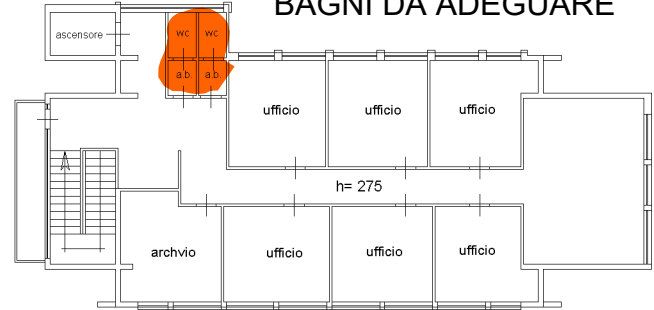 BAGNI DA ADEGUARE
ascensore
wc
wc
a.b.
a.b.
ufficio
ufficio
ufficio
h= 275
archvio
ufficio
ufficio
ufficio